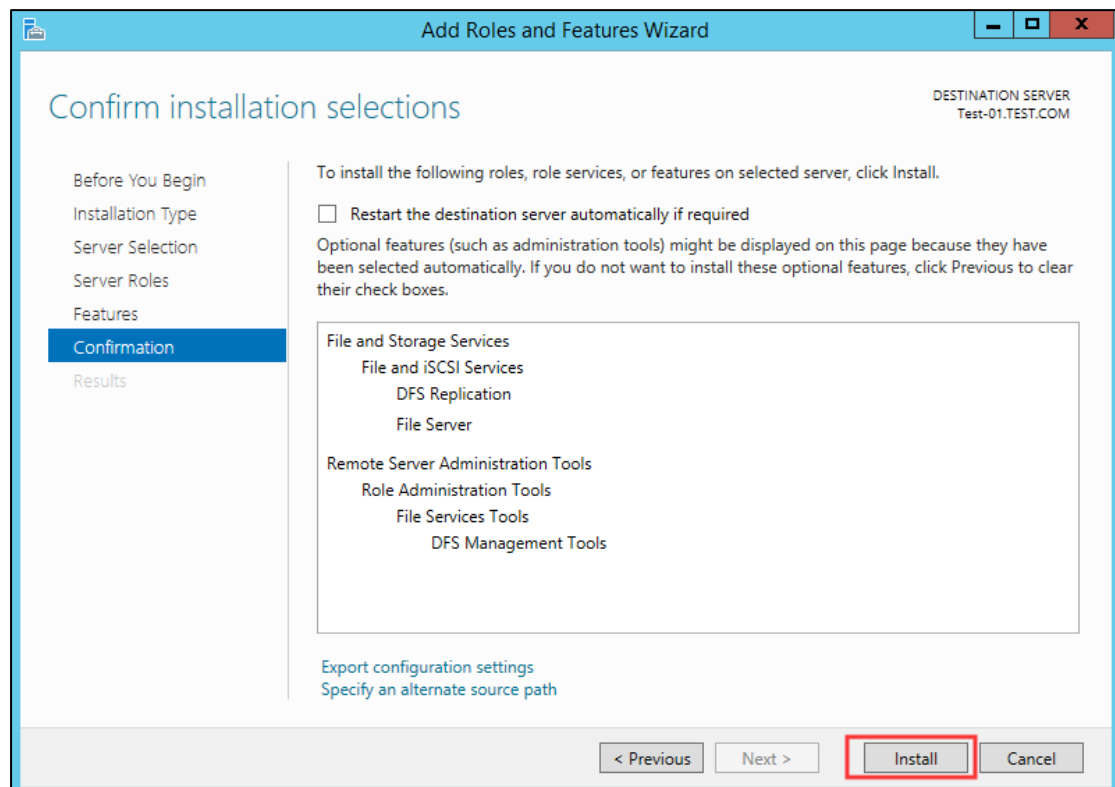 Add Roles and Features Wizard
Confirm installation selections
DESTINATION SERVER
Test-01.TEST.COM
Before You Begin
Installation Type
Server Selection
Server Roles
Features
Confirmation
Results
To install the following roles, role services, or features on selected server, click Install.
Restart the destination server automatically if required
Optional features (such as administration tools) might be displayed on this page because they have
been selected automatically. If you do not want to install these optional features, click Previous to clear
their check boxes.
File and Storage Services
File and iSCSI Services
DFS Replication
File Server
Remote Server Administration Tools
Role Administration Tools
File Services Tools
DFS Management Tools
Export configuration settings
Specify an alternate source path
< Previous
Next >
Install
Cancel